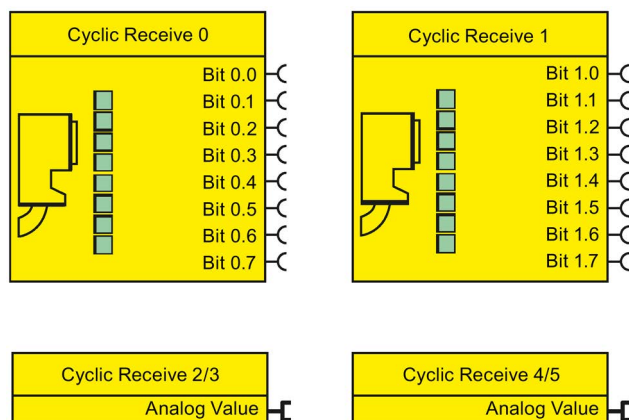 Cyclic Receive 0
Bit 0.0
Bit 0.1
Bit 0.2
Bit 0.3
Bit 0.4
Bit 0.5
Bit 0.6
Bit 0.7
Cyclic Receive 1
Bit 1.0
Bit 1.1
Bit 1.2
Bit 1.3
Bit 1.4
Bit 1.5
Bit 1.6
Bit 1.7
Cyclic Receive 2/3
Analog Value
Cyclic Receive 4/5
Analog Value